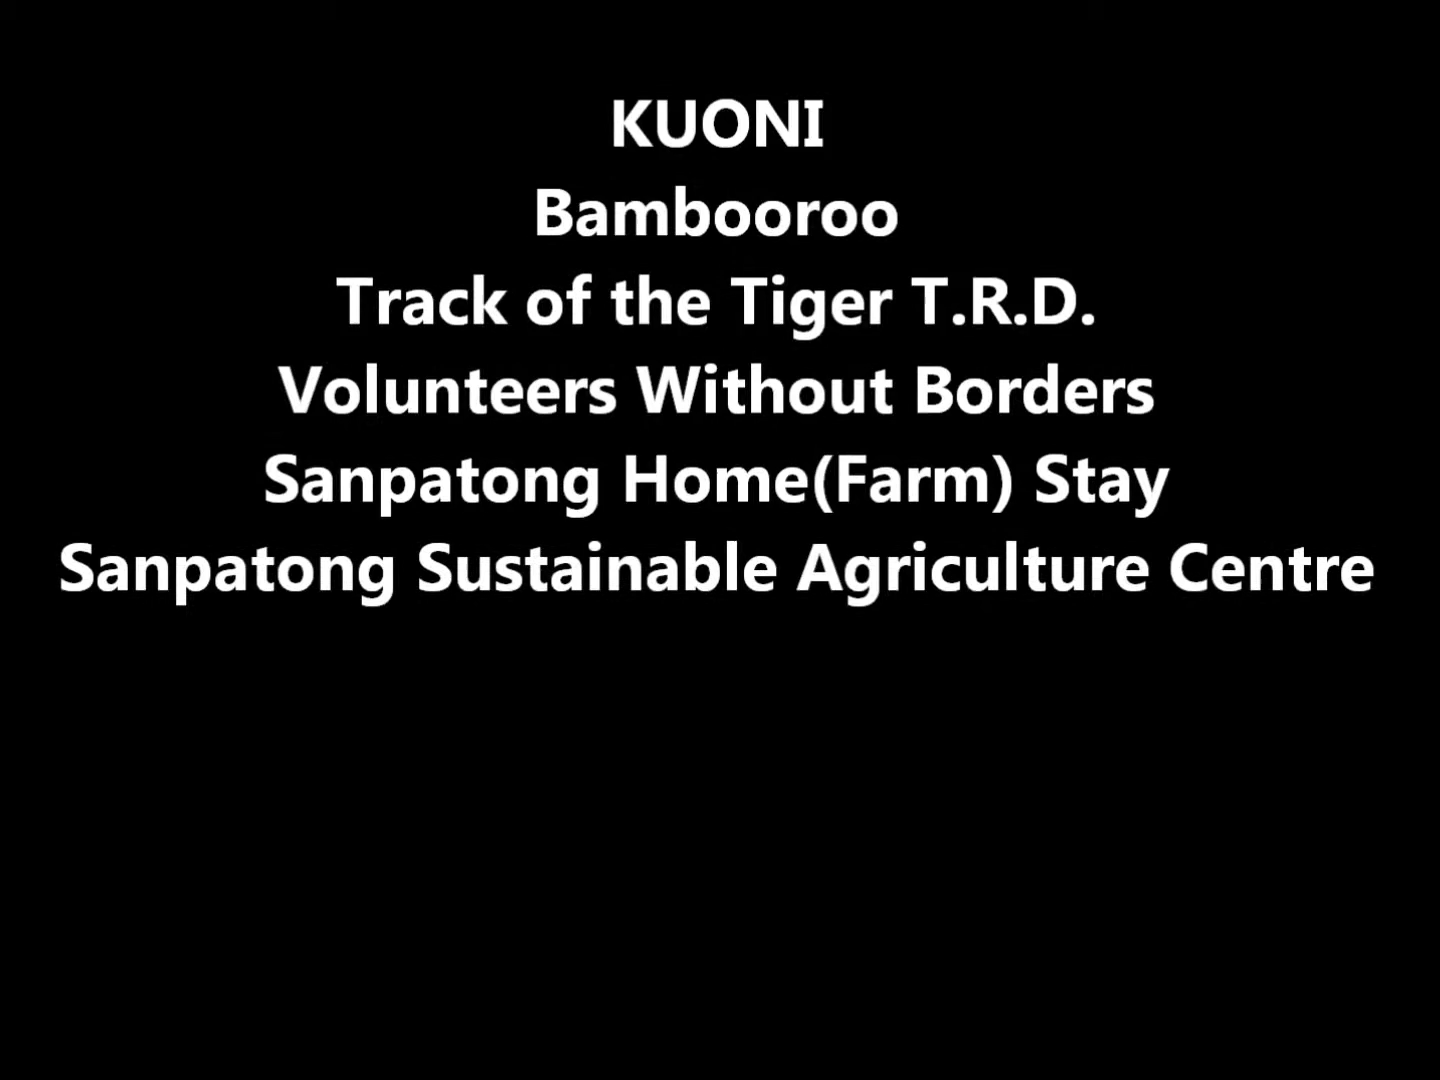 KUONI
Bambooroo
Track of the Tiger T.R.D.
Volunteers Without Borders
Sanpatong Home(Farm) Stay
Sanpatong Sustainable Agriculture Centre